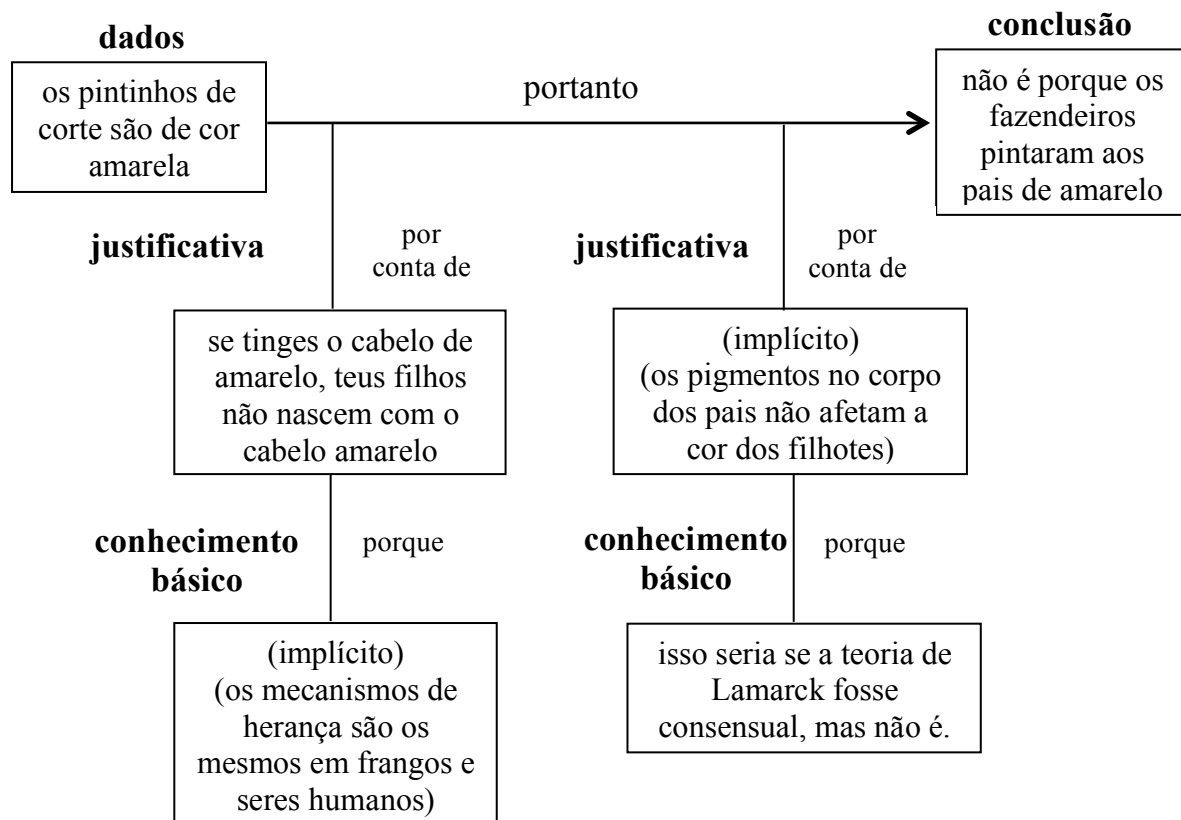 dados
os pintinhos de
corte são de cor
amarela
portanto
conclusão
não é porque os
fazendeiros
pintaram aos
pais de amarelo
justificativa
por
conta de
se tinges o cabelo de
amarelo, teus filhos
não nascem com o
cabelo amarelo
conhecimento
básico
porque
(implícito)
(os mecanismos de
herança são os
mesmos em frangos e
seres humanos)
justificativa
por
conta de
(implícito)
(os pigmentos no corpo
dos pais não afetam a
cor dos filhotes)
conhecimento
básico
porque
isso seria se a teoria de
Lamarck fosse
consensual, mas não é.